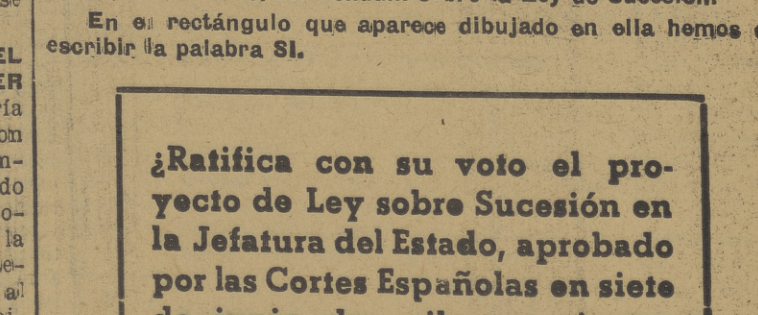 En el rectángulo que aparece dibujado en ella hemos
escribir la palabra SI.
¿Ratifica con su voto el pro-
yecto de Ley sobre Sucesión en
la Jefatura del Estado, aprobado
por las Cortes Españolas en siete